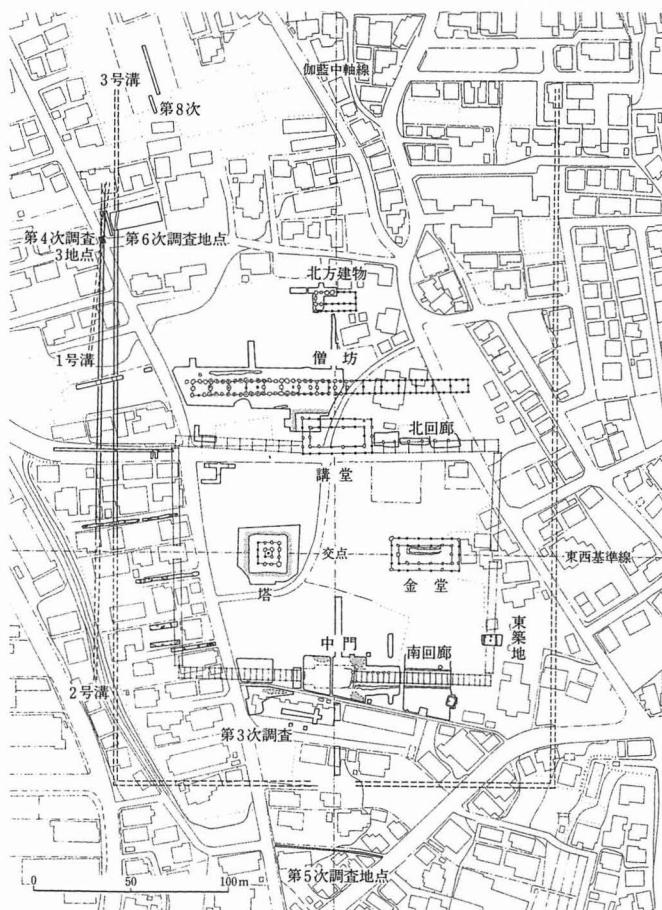 3号溝
第8次
伽藍中軸線
第4次調査
3地点
第6次調査地点
北方建物
1号溝
僧坊
北回廊
講堂
交点
東西基準線
塔
金堂
東築地
中門
南回廊
2号溝
第3次調査
第5次調査地点
0 50 100m